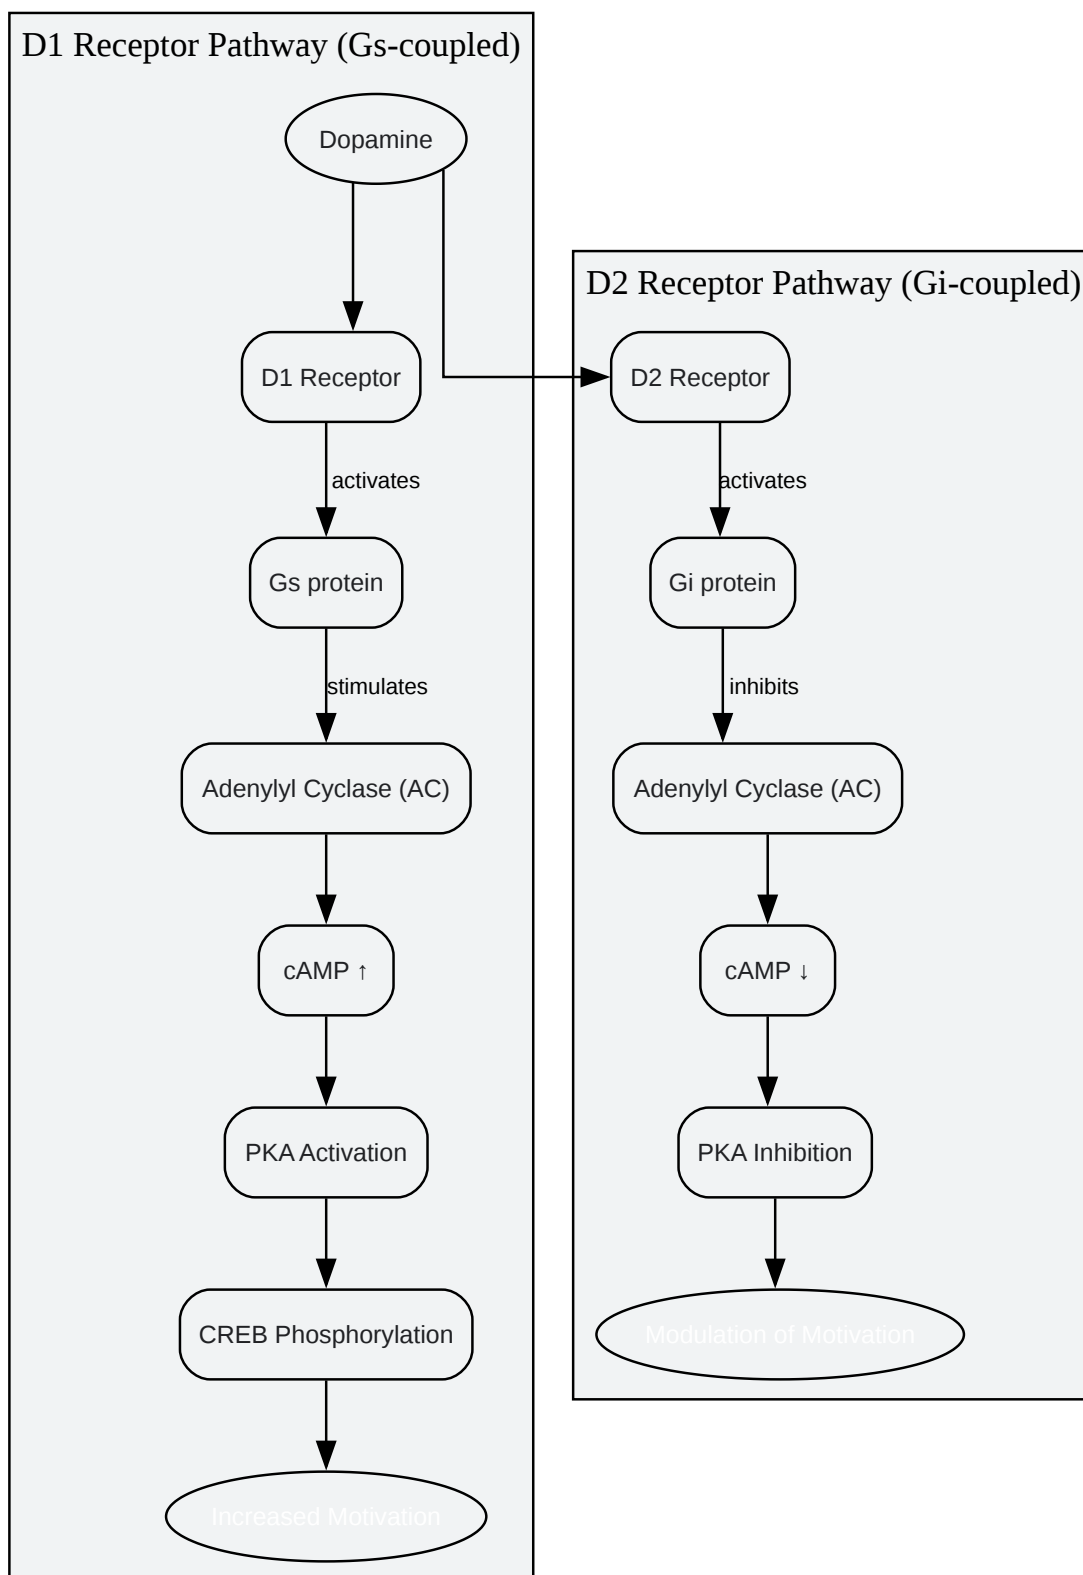 D1 Receptor Pathway (Gs-coupled)
Dopamine
D1 Receptor
activates
Gs protein
stimulates
Adenylyl Cyclase (AC)
cAMP ↑
PKA Activation
CREB Phosphorylation
Increased Motivation
D2 Receptor Pathway (Gi-coupled)
D2 Receptor
activates
Gi protein
inhibits
Adenylyl Cyclase (AC)
cAMP ↓
PKA Inhibition
Modulation of Motivation